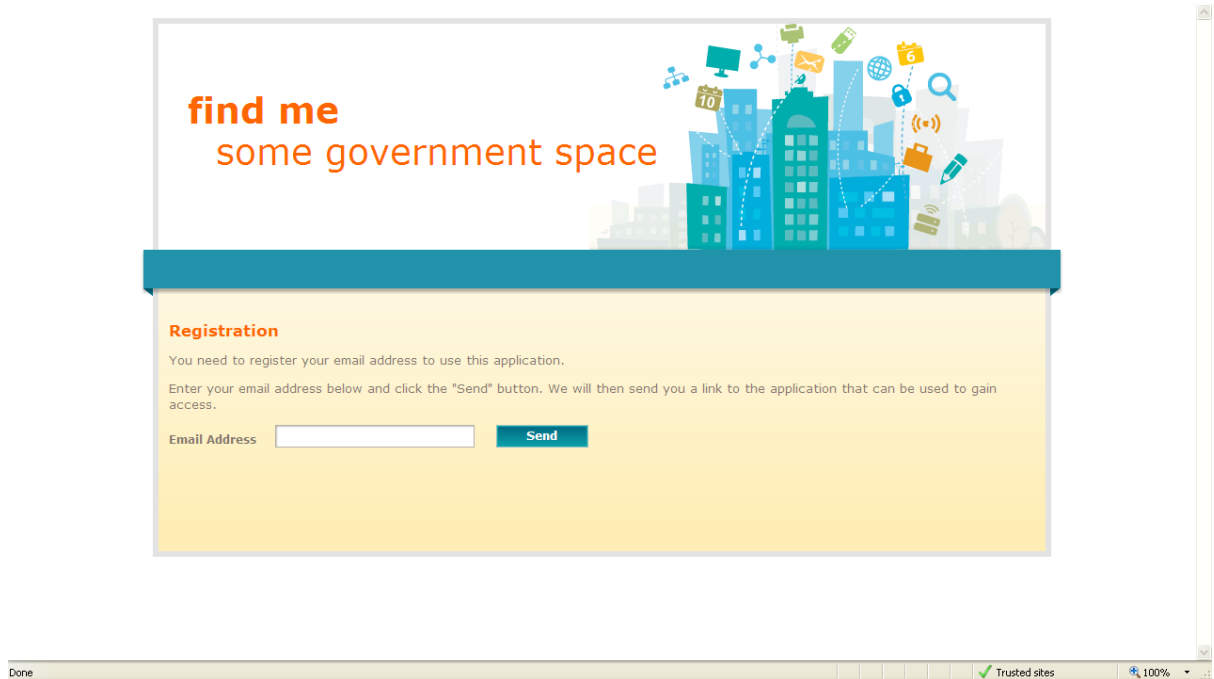 find me
some government space
6
10
Registration
You need to register your email address to use this application.
Enter your email address below and click the "Send" button. We will then send you a link to the application that can be used to gain
access.
Email Address Send
Done Trusted sites 100%